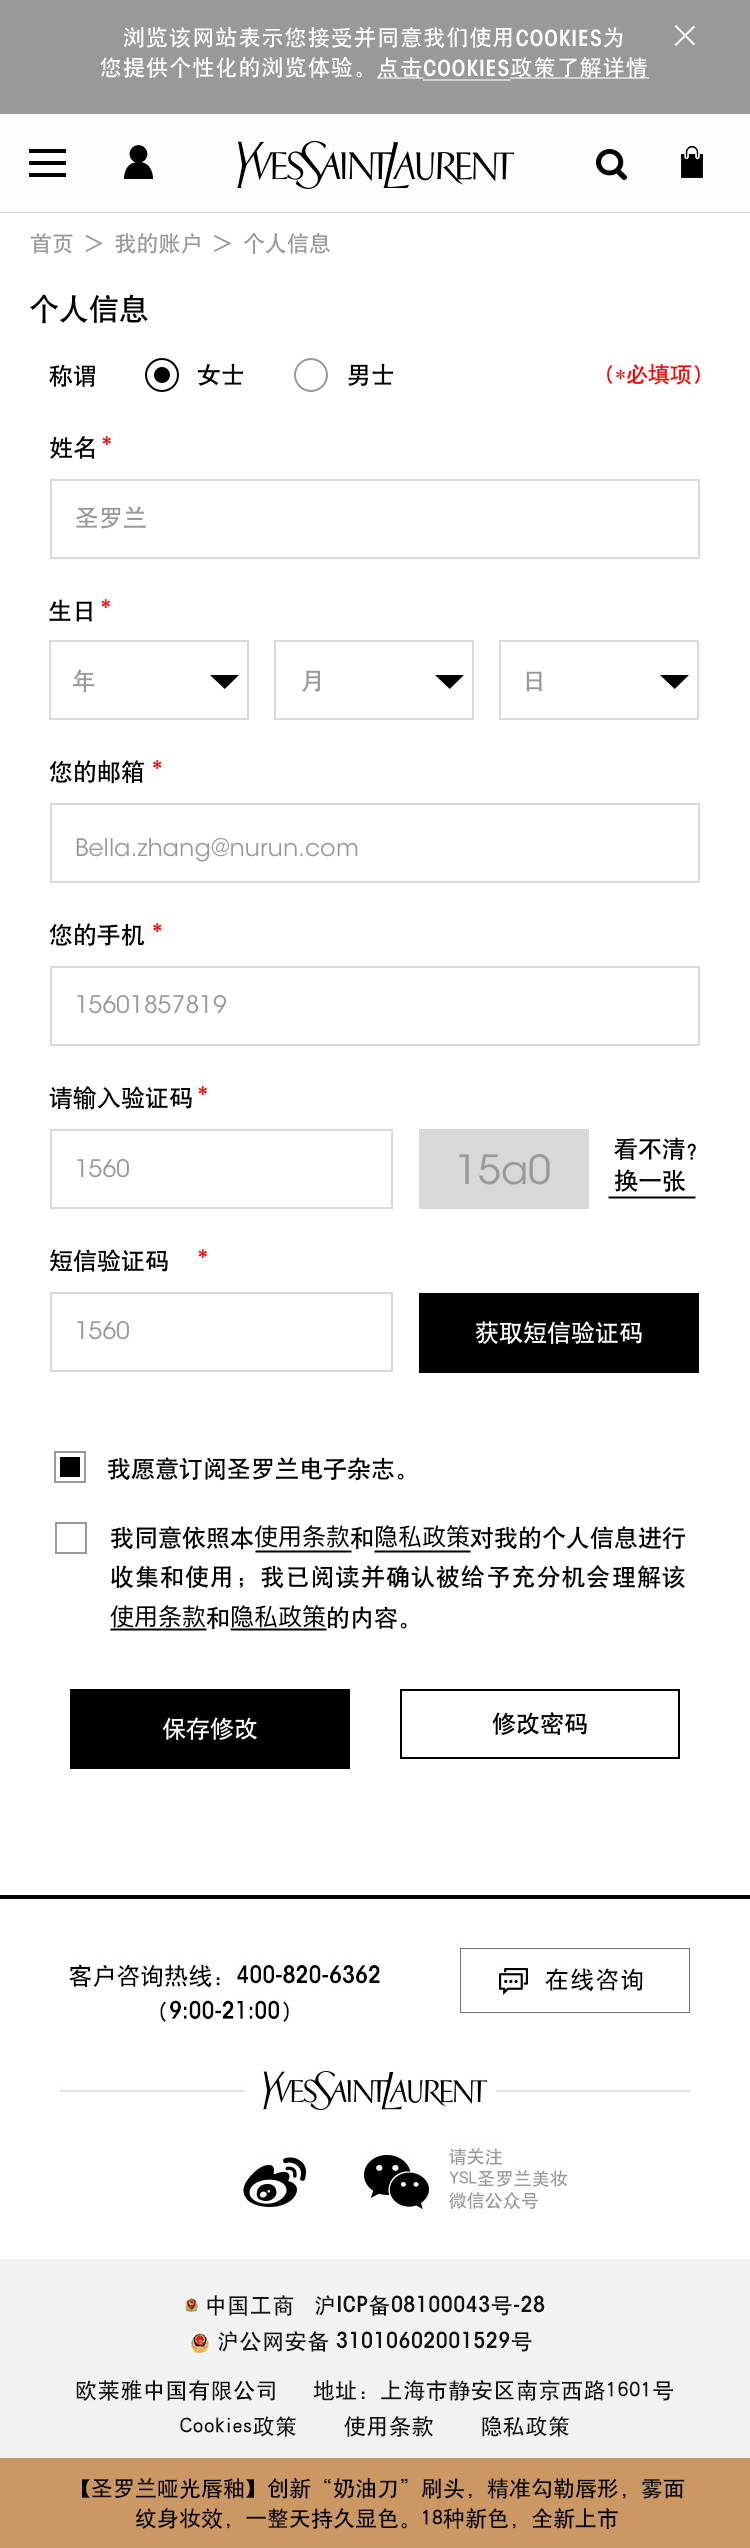 浏览该网站表示您接受并同意我们使用COOKIES为
您提供个性化的浏览体验。点击COOKIES政策了解详情
YVESSAINTLAURENT
首页 > 我的账户 > 个人信息
个人信息
称谓 女士 男士 （*必填项）
姓名*
圣罗兰
生日*
年 月 日
您的邮箱 *
Bella.zhang@nurun.com
您的手机 *
15601857819
请输入验证码*
1560 15a0 看不清?
换一张
短信验证码 *
1560 获取短信验证码
我愿意订阅圣罗兰电子杂志。
我同意依照本使用条款和隐私政策对我的个人信息进行
收集和使用；我已阅读并确认被给予充分机会理解该
使用条款和隐私政策的内容。
保存修改 修改密码
客户咨询热线：400-820-6362
（9:00-21:00）
在线咨询
YVESSAINTLAURENT
请关注
YSL圣罗兰美妆
微信公众号
中国工商 沪ICP备08100043号-28
沪公网安备 31010602001529号
欧莱雅中国有限公司 地址：上海市静安区南京西路1601号
Cookies政策 使用条款 隐私政策
【圣罗兰哑光唇釉】创新“奶油刀”刷头，精准勾勒唇形，雾面
纹身妆效，一整天持久显色。18种新色，全新上市